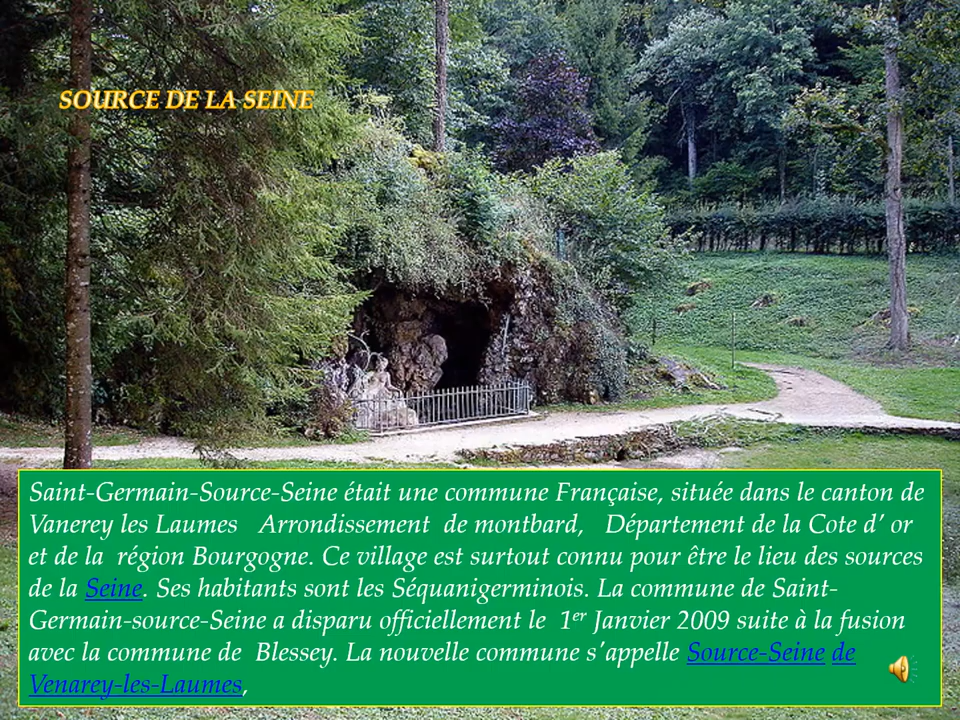 SOURCE DE LA SEINE
Saint-Germain-Source-Seine était une commune Française, située dans le canton de
Vanerey les Laumes Arrondissement de montbard, Département de la Cote d’ or
et de la région Bourgogne. Ce village est surtout connu pour être le lieu des sources
de la Seine. Ses habitants sont les Séquanigerminois. La commune de Saint-
Germain-source-Seine a disparu officiellement le 1er Janvier 2009 suite à la fusion
avec la commune de Blessey. La nouvelle commune s’appelle Source-Seine de
Venarey-les-Laumes,